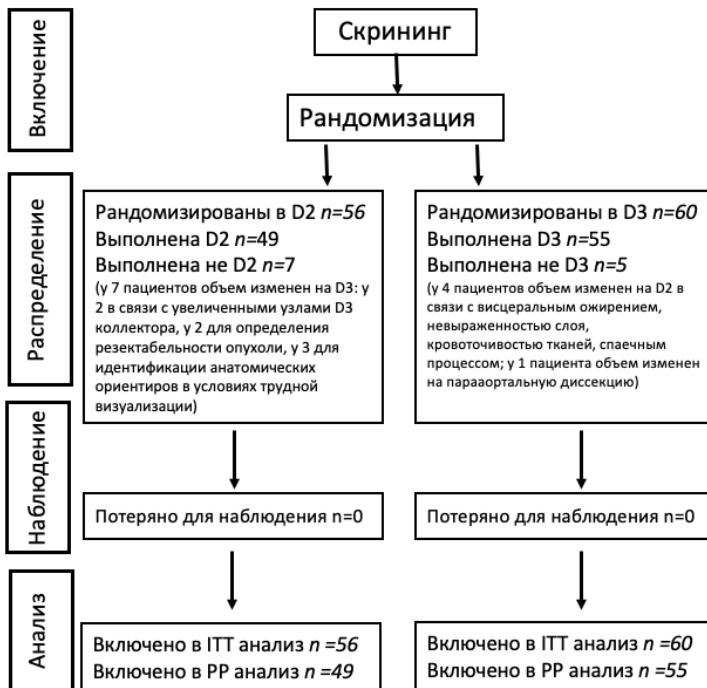 Включение
Скрининг
Рандомизация
Распределение
Рандомизированы в D2 n=56
Выполнена D2 n=49
Выполнена не D2 n=7
(у 7 пациентов объем изменен на D3: у
2 в связи с увеличенными узлами D3
коллектора, у 2 для определения
резектабельности опухоли, у 3 для
идентификации анатомических
ориентиров в условиях трудной
визуализации)
Рандомизированы в D3 n=60
Выполнена D3 n=55
Выполнена не D3 n=5
(у 4 пациентов объем изменен на D2 в
связи с висцеральным ожирением,
невыраженностью слоя,
кровоточивостью тканей, спаечным
процессом; у 1 пациента объем изменен
на парааортальную диссекцию)
Наблюдение
Потеряно для наблюдения n=0
Потеряно для наблюдения n=0
Анализ
Включено в ITT анализ n =56
Включено в PP анализ n =49
Включено в ITT анализ n =60
Включено в PP анализ n =55